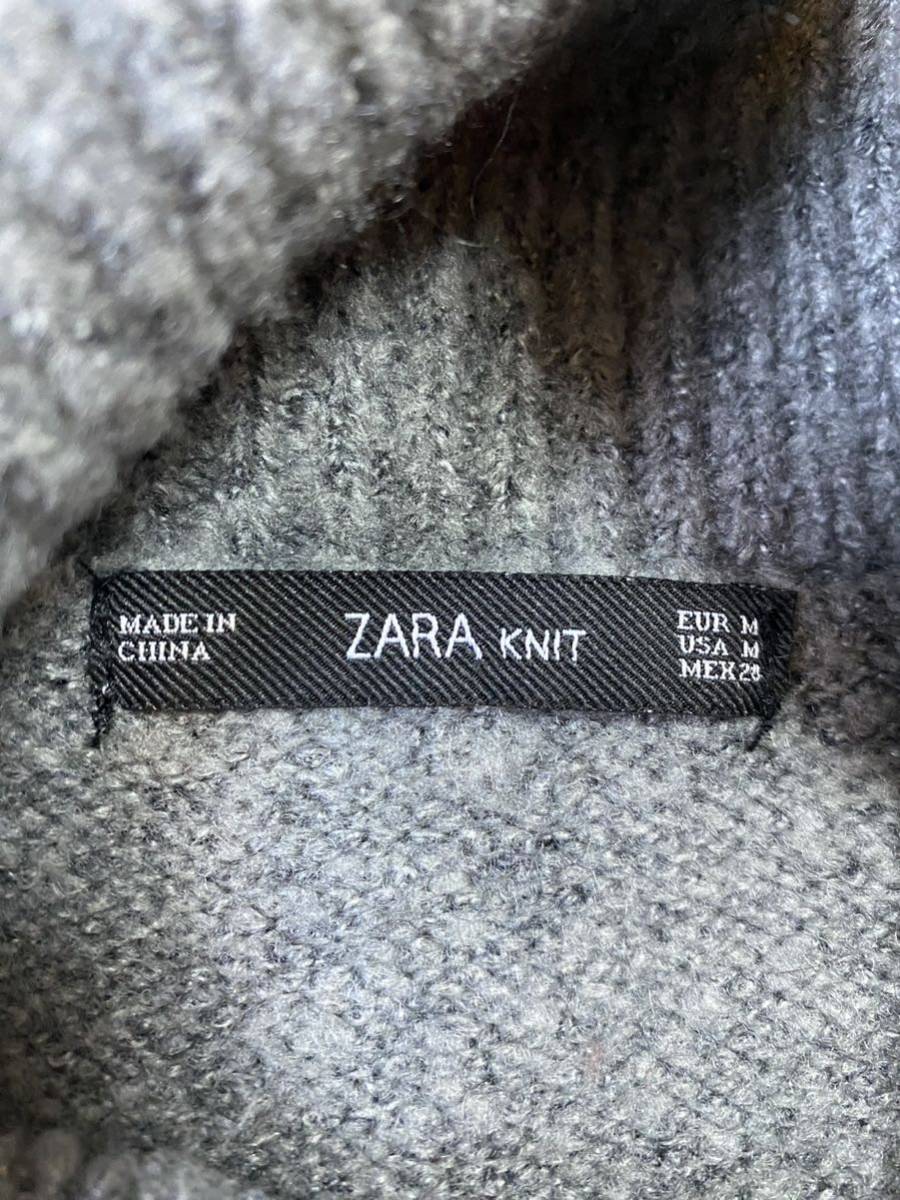 MADE IN
CHINA
ZARA KNIT
EUR M
USA M
MEX 28